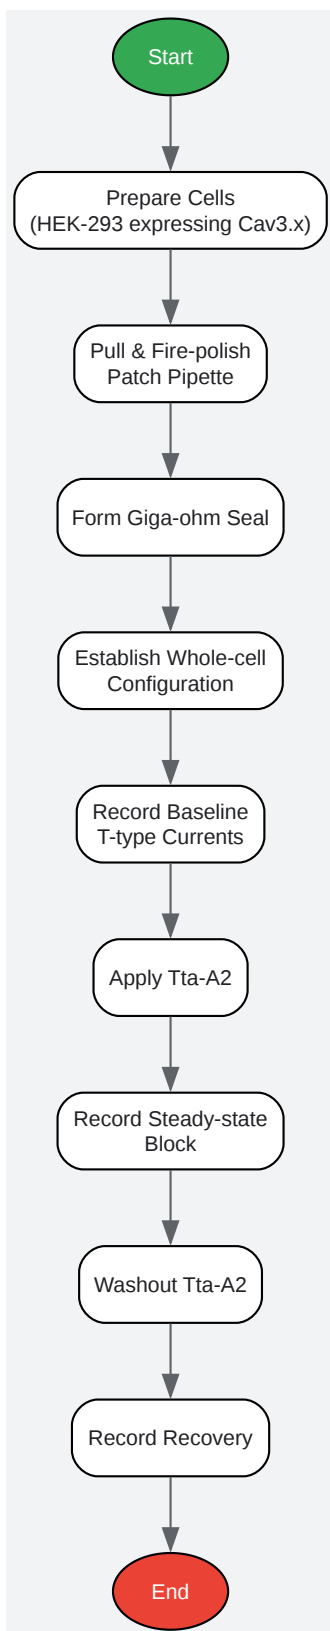 Start
Prepare Cells
(HEK-293 expressing Cav3.x)
Pull & Fire-polish
Patch Pipette
Form Giga-ohm Seal
Establish Whole-cell
Configuration
Record Baseline
T-type Currents
Apply Tta-A2
Record Steady-state
Block
Washout Tta-A2
Record Recovery
End